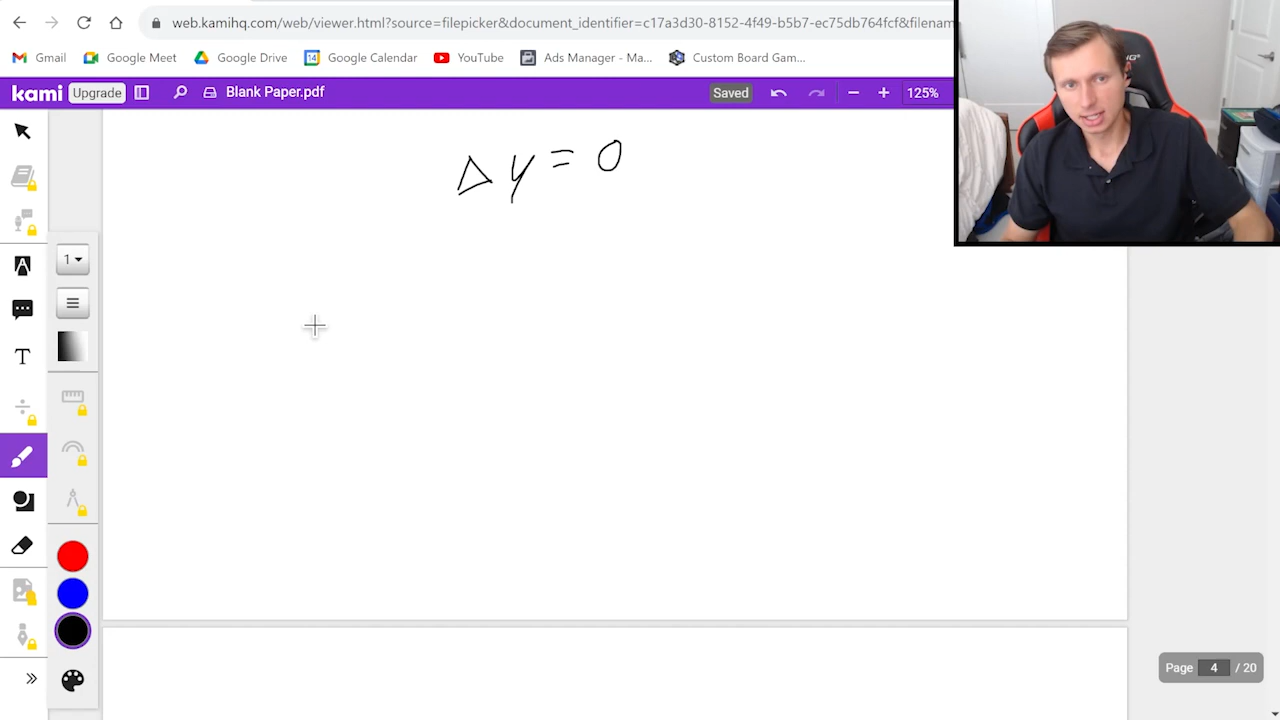 web.kamihq.com/web/viewer.html?source=filepicker&document_identifier=c17a3d30-8152-4f49-b5b7-ec75db764fcf&filenam
Gmail Google Meet Google Drive 14 Google Calendar YouTube Ads Manager - Ma... Custom Board Gam...
kami Upgrade Blank Paper.pdf Saved 125%
Δy = 0
1
T
Page 4 / 20